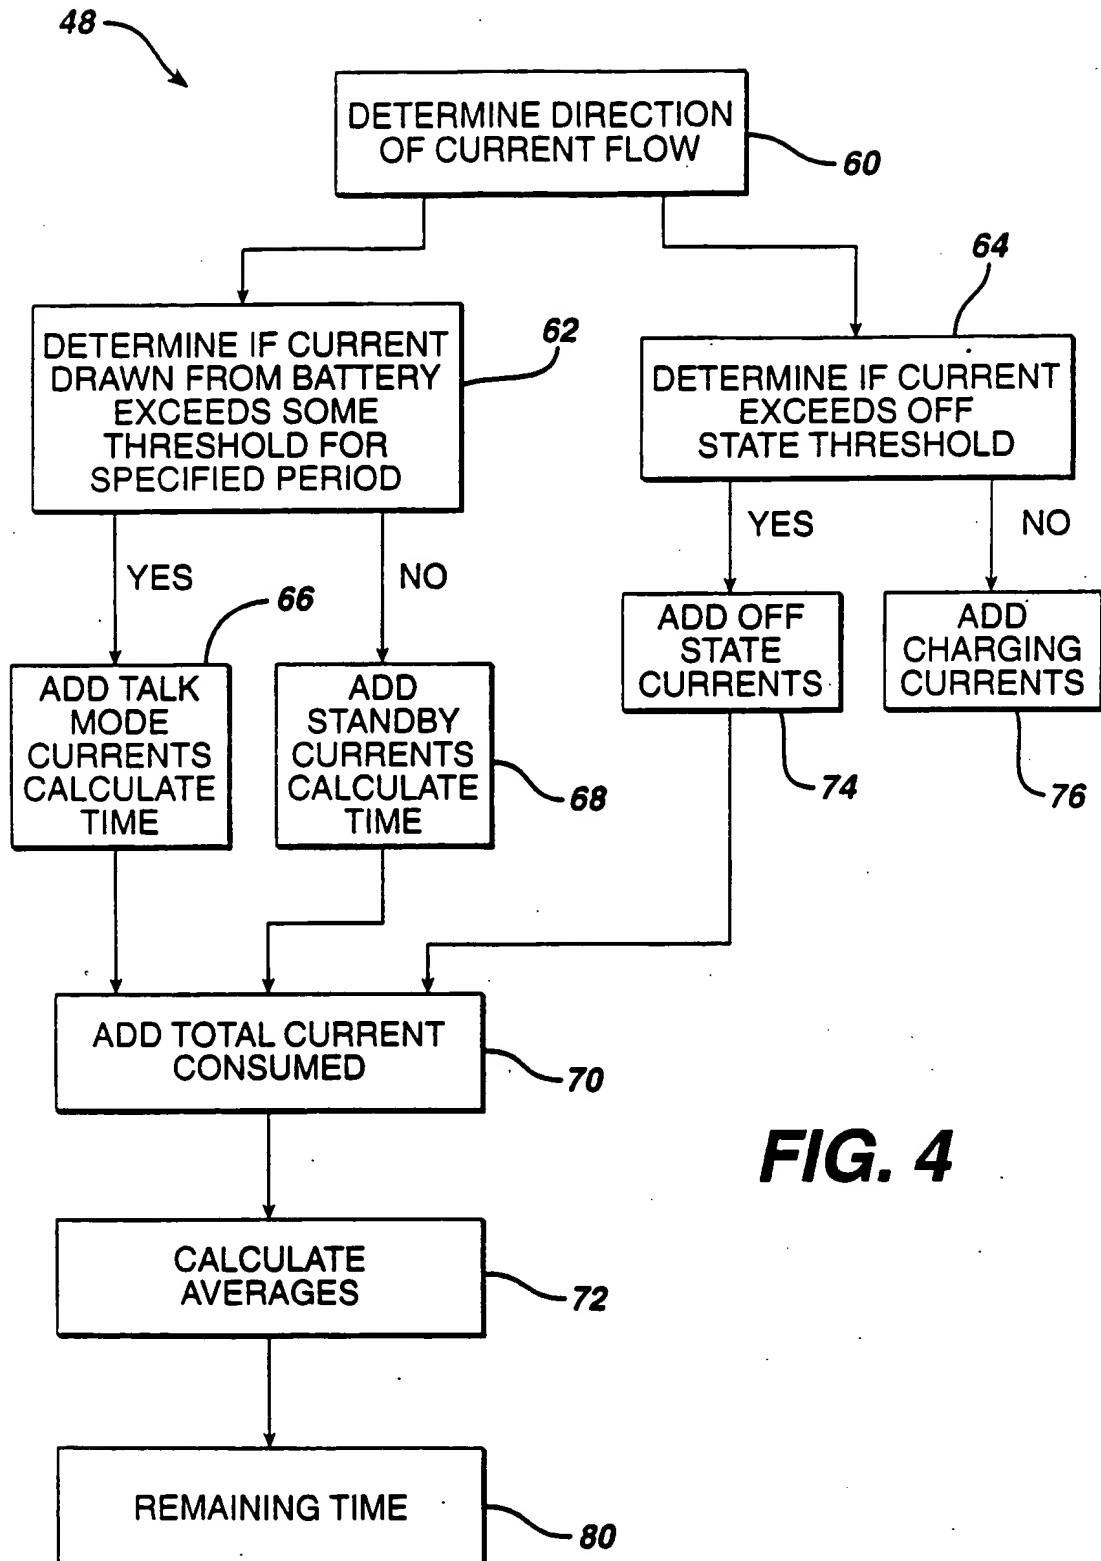 48
DETERMINE DIRECTION
OF CURRENT FLOW
60
64
62
DETERMINE IF CURRENT
DRAWN FROM BATTERY
EXCEEDS SOME
THRESHOLD FOR
SPECIFIED PERIOD
DETERMINE IF CURRENT
EXCEEDS OFF
STATE THRESHOLD
YES
NO
YES
NO
66
ADD TALK
MODE
CURRENTS
CALCULATE
TIME
ADD
STANDBY
CURRENTS
CALCULATE
TIME
68
ADD OFF
STATE
CURRENTS
74
ADD
CHARGING
CURRENTS
76
ADD TOTAL CURRENT
CONSUMED
70
FIG. 4
CALCULATE
AVERAGES
72
REMAINING TIME
80